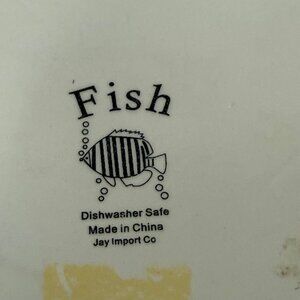 Fish
Dishwasher Safe
Made in China
Jay Import Co